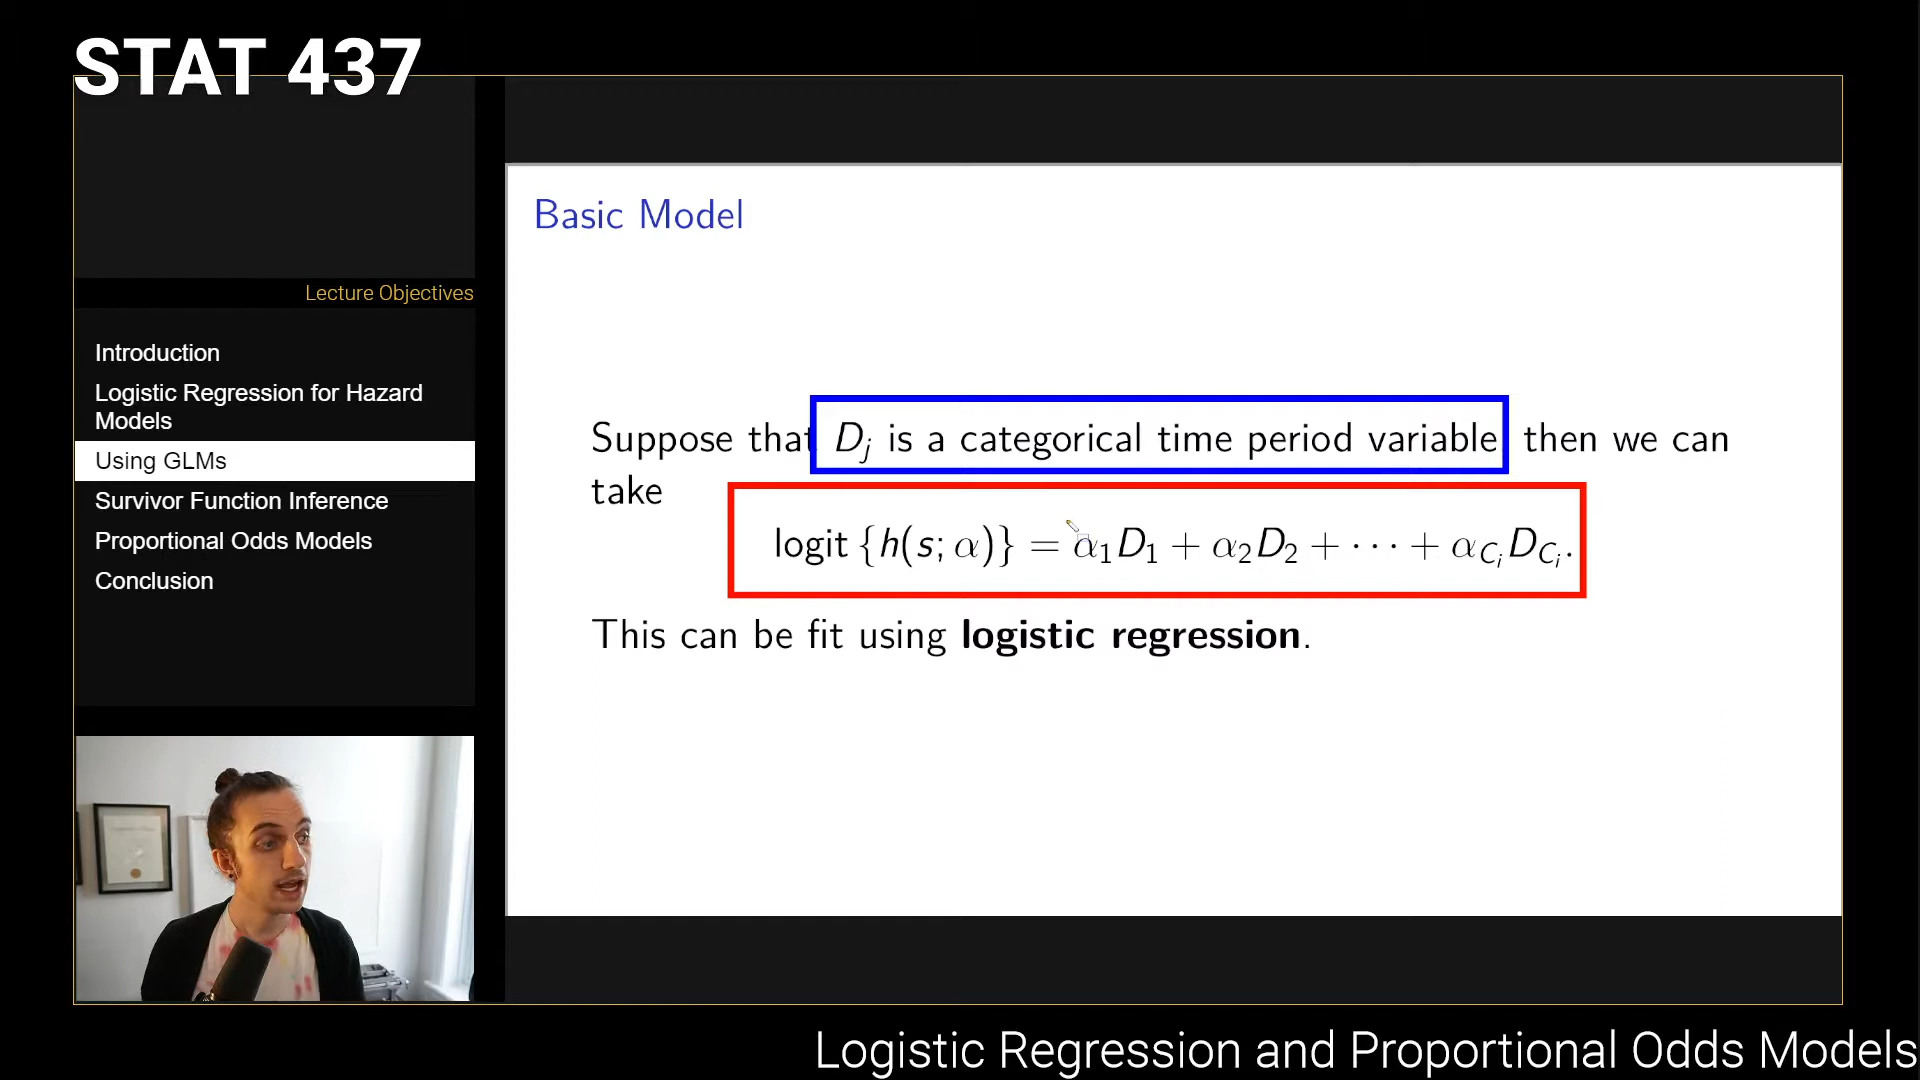 STAT 437
Lecture Objectives
Introduction
Logistic Regression for Hazard
Models
Using GLMs
Survivor Function Inference
Proportional Odds Models
Conclusion
Basic Model
Suppose that D_j is a categorical time period variable then we can
take
logit {h(s; α)} = α_1D_1 + α_2D_2 + ⋯ + α_{C_i}D_{C_i}.
This can be fit using logistic regression.
Logistic Regression and Proportional Odds Models